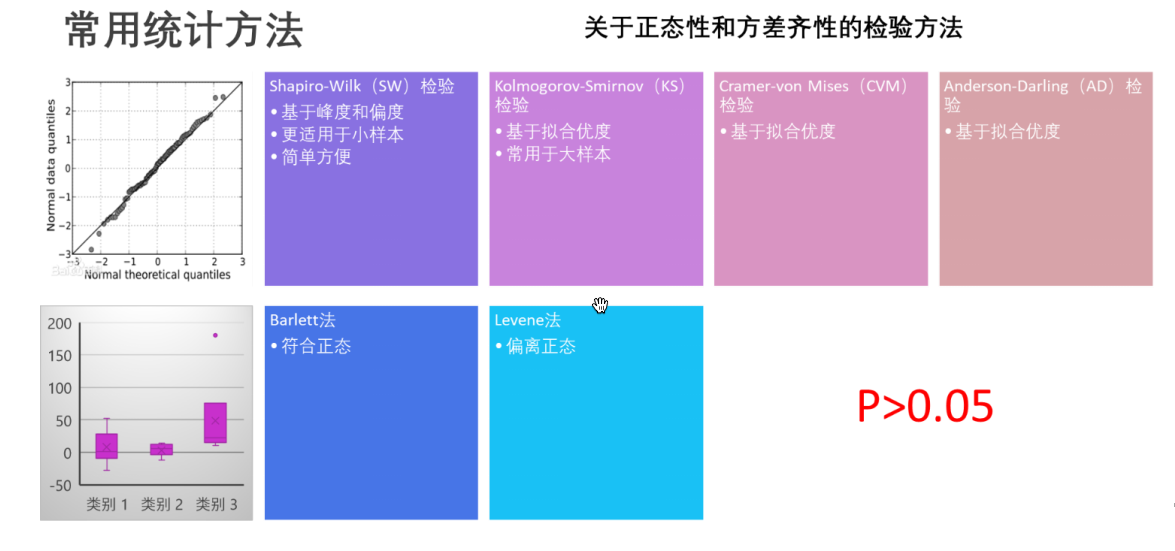 常用统计方法
关于正态性和方差齐性的检验方法
3
2
1
0
−1
−2
−3
−3 −2 −1 0 1 2 3
Normal data quantiles
Normal theoretical quantiles
Shapiro-Wilk（SW）检验
• 基于峰度和偏度
• 更适用于小样本
• 简单方便
Kolmogorov-Smirnov（KS）
检验
• 基于拟合优度
• 常用于大样本
Cramer-von Mises（CVM）
检验
• 基于拟合优度
Anderson-Darling（AD）检
验
• 基于拟合优度
200
150
100
50
0
-50
类别 1 类别 2 类别 3
Barlett法
• 符合正态
Levene法
• 偏离正态
P>0.05